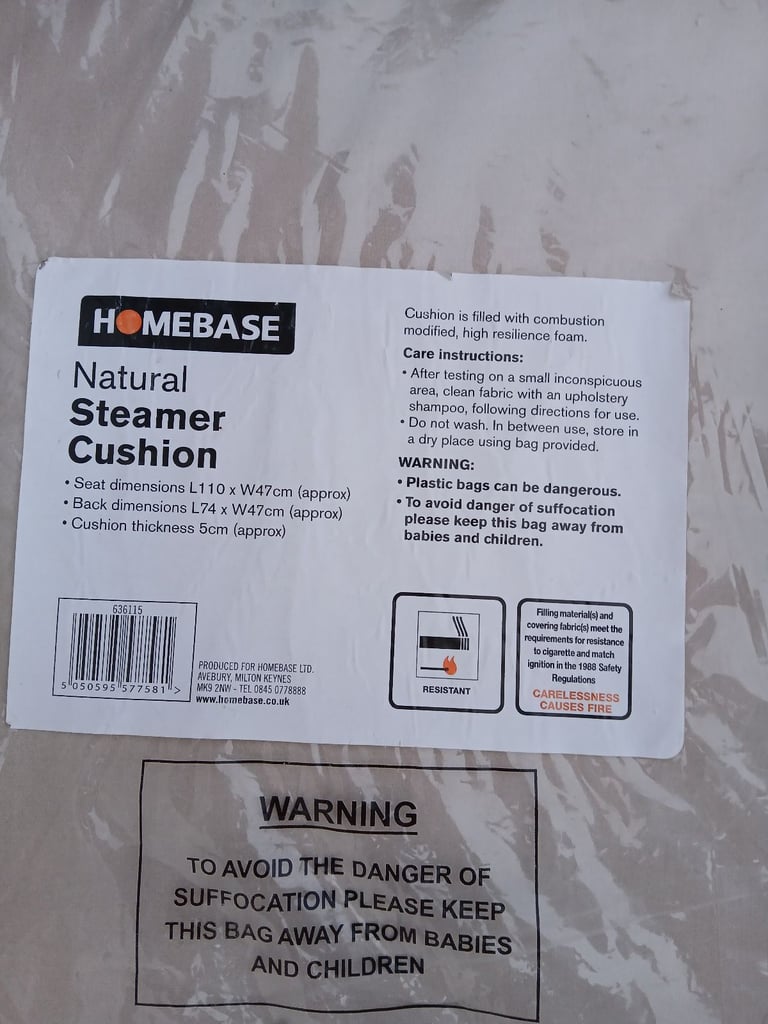 HOMEBASE
Natural
Steamer
Cushion
• Seat dimensions L110 x W47cm (approx)
• Back dimensions L74 x W47cm (approx)
• Cushion thickness 5cm (approx)
636115
5 050595 577581 >
PRODUCED FOR HOMEBASE LTD.
AVEBURY, MILTON KEYNES
MK9 2NW - TEL 0845 0778888
www.homebase.co.uk
Cushion is filled with combustion
modified, high resilience foam.
Care instructions:
• After testing on a small inconspicuous
area, clean fabric with an upholstery
shampoo, following directions for use.
• Do not wash. In between use, store in
a dry place using bag provided.
WARNING:
• Plastic bags can be dangerous.
• To avoid danger of suffocation
please keep this bag away from
babies and children.
RESISTANT
Filling material(s) and
covering fabric(s) meet the
requirements for resistance
to cigarette and match
ignition in the 1988 Safety
Regulations
CARELESSNESS
CAUSES FIRE
WARNING
TO AVOID THE DANGER OF
SUFFOCATION PLEASE KEEP
THIS BAG AWAY FROM BABIES
AND CHILDREN